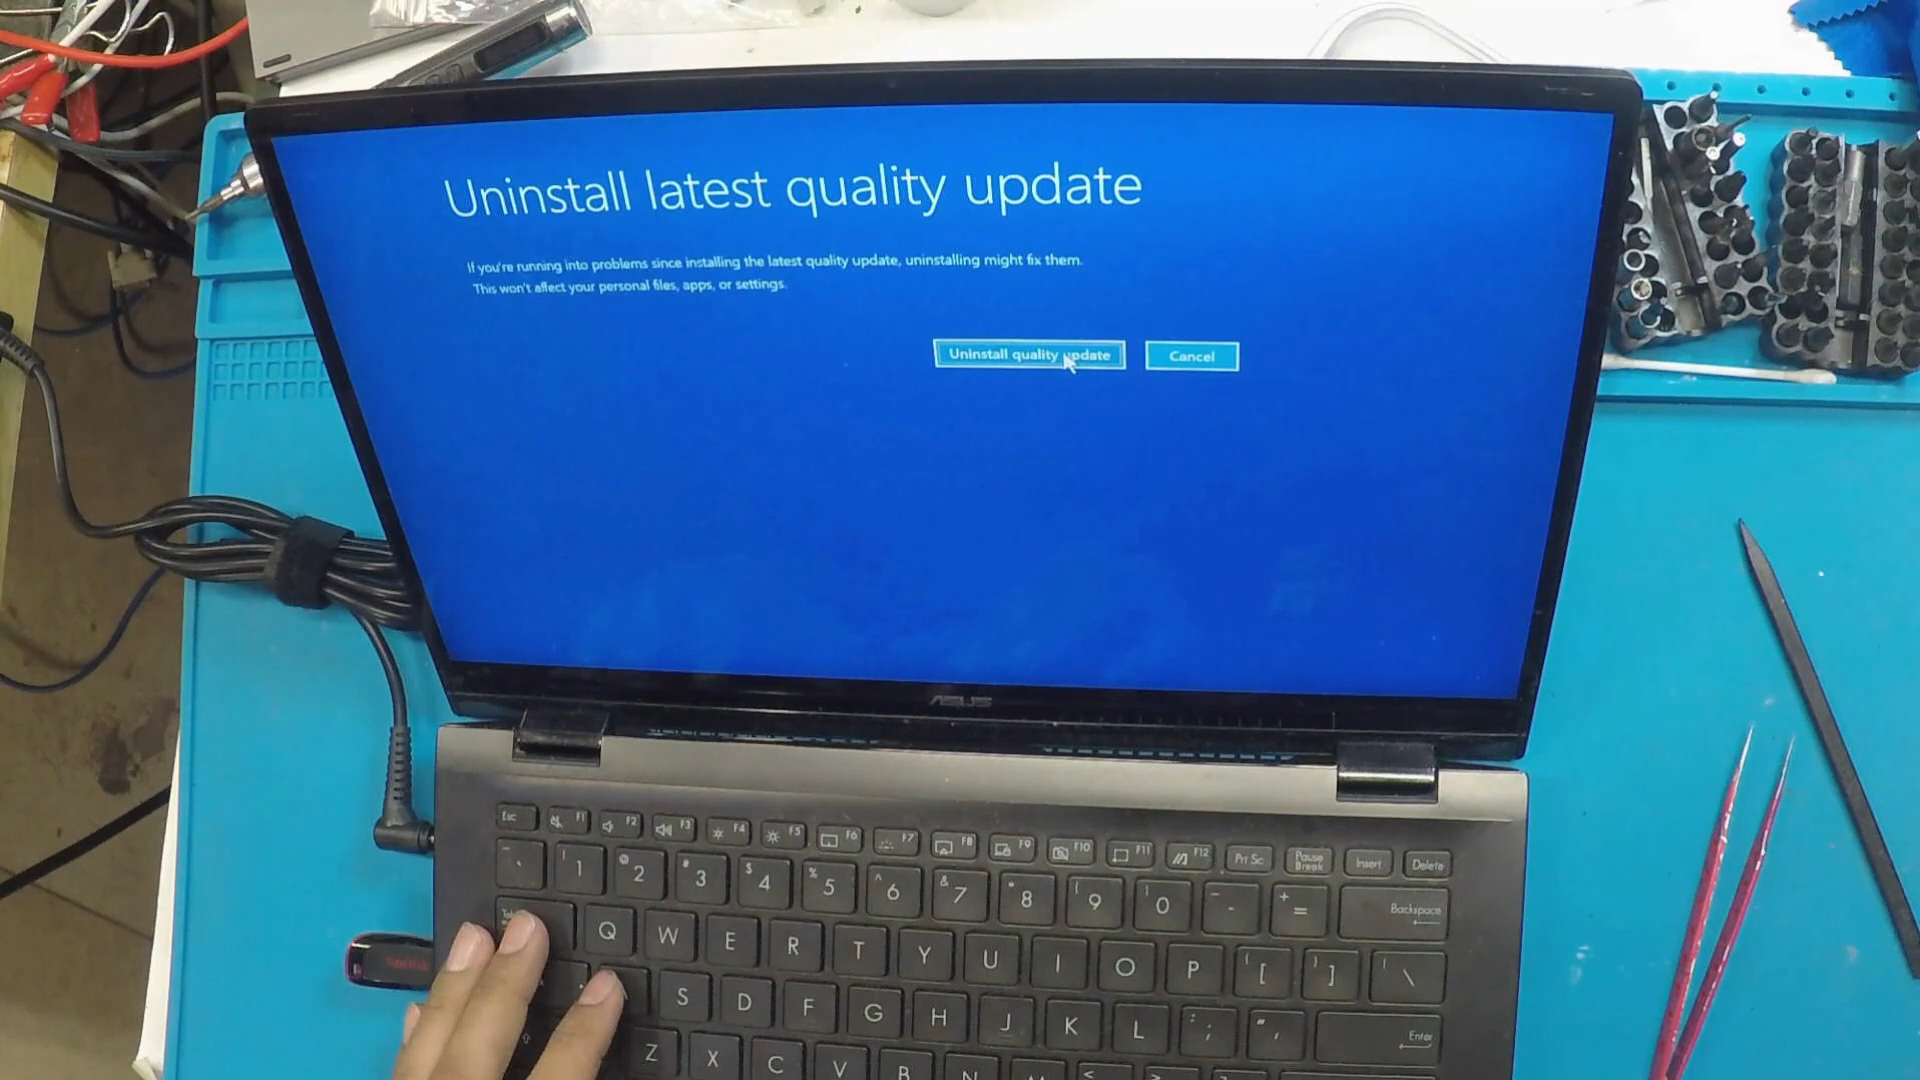 Uninstall latest quality update
If you're running into problems since installing the latest quality update, uninstalling might fix them.
This won't affect your personal files, apps, or settings.
Uninstall quality update Cancel
ASUS
Esc F1 F2 F3 F4 F5 F6 F7 F8 F9 F10 F11 F12 Prt Sc Pause Break Insert Delete
~ ` ! 1 @ 2 # 3 $ 4 % 5 ^ 6 & 7 * 8 ( 9 ) 0 _ - + = Backspace
Tab Q W E R T Y U I O P { [ } ] | \
S D F G H J K L : ; " ' Enter
Z X C V B N M < >
SanDisk